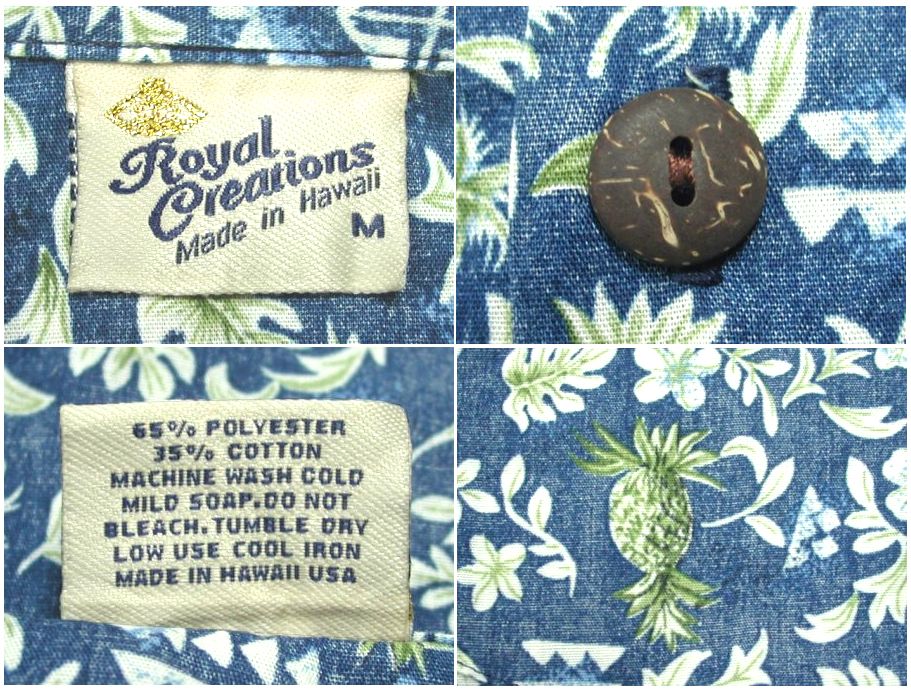 Royal
Creations
Made in Hawaii
M
65% POLYESTER
35% COTTON
MACHINE WASH COLD
MILD SOAP.DO NOT
BLEACH.TUMBLE DRY
LOW USE COOL IRON
MADE IN HAWAII USA